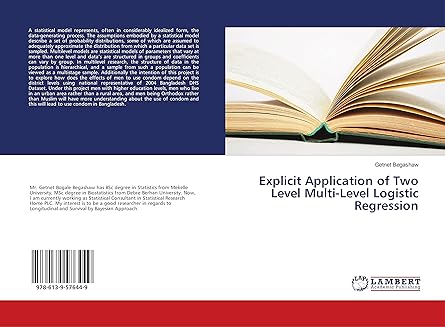 A statistical model represents, often in considerably idealized form, the
data-generating process. The assumptions embodied by a statistical model
describe a set of probability distributions, some of which are assumed to
adequately approximate the distribution from which a particular data set is
sampled. Multilevel models are statistical models of parameters that vary at
more than one level and data's are structured in groups and coefficients
can vary by group. In multilevel research, the structure of data in the
population is hierarchical, and a sample from such a population can be
viewed as a multistage sample. Additionally the intention of this project is
to explore how does the effects of men to use condom depend on the
district levels using national representative of 2004 Bangladesh DHS
Dataset. Under this project men with higher education levels, men who live
in an urban area rather than a rural area, and men being Orthodox rather
than Muslim will have more understanding about the use of condom and
this will lead to use condom in Bangladesh.
Mr. Getnet Bogale Begashaw has BSc degree in Statistics from Mekelle
University, MSc degree in Biostatistics from Debre Berhan University. Now,
I am currently working as Statistical Consultant in Statistical Research
Home PLC. My interest is to be a good researcher in regards to
Longitudinal and Survival by Bayesian Approach
978-613-9-57644-9
Getnet Begashaw
Explicit Application of Two
Level Multi-Level Logistic
Regression
LAMBERT
Academic Publishing